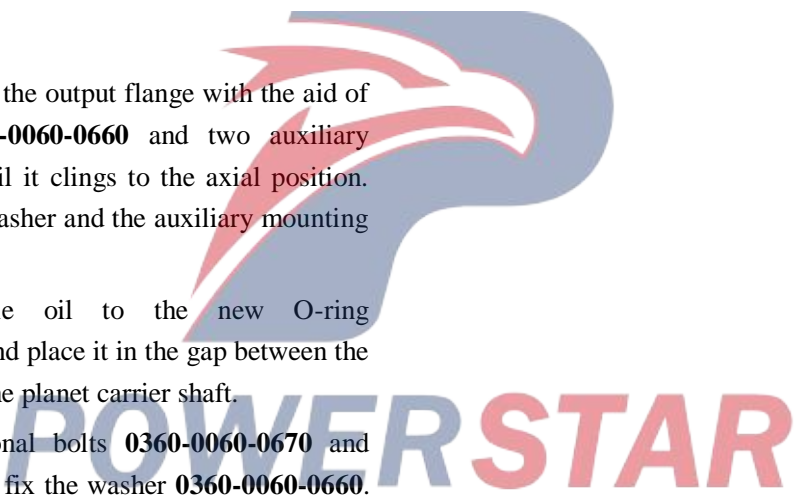 the output flange with the aid of
-0060-0660 and two auxiliary
il it clings to the axial position.
asher and the auxiliary mounting
le oil to the new O-ring
nd place it in the gap between the
ne planet carrier shaft.
onal bolts 0360-0060-0670 and
fix the washer 0360-0060-0660.
POWERSTAR